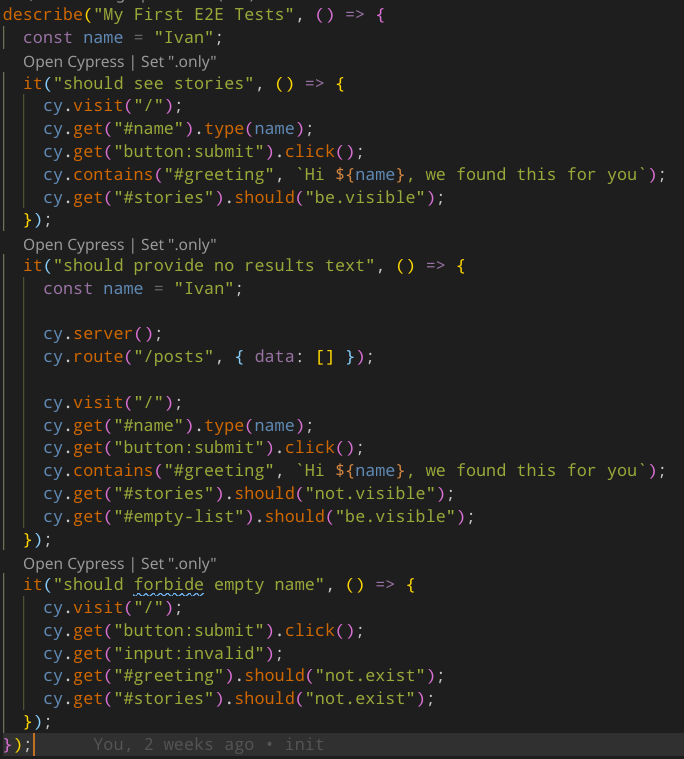 describe("My First E2E Tests", () => {
  const name = "Ivan";
  Open Cypress | Set ".only"
  it("should see stories", () => {
    cy.visit("/");
    cy.get("#name").type(name);
    cy.get("button:submit").click();
    cy.contains("#greeting", `Hi ${name}, we found this for you`);
    cy.get("#stories").should("be.visible");
  });
  Open Cypress | Set ".only"
  it("should provide no results text", () => {
    const name = "Ivan";

    cy.server();
    cy.route("/posts", { data: [] });

    cy.visit("/");
    cy.get("#name").type(name);
    cy.get("button:submit").click();
    cy.contains("#greeting", `Hi ${name}, we found this for you`);
    cy.get("#stories").should("not.visible");
    cy.get("#empty-list").should("be.visible");
  });
  Open Cypress | Set ".only"
  it("should forbide empty name", () => {
    cy.visit("/");
    cy.get("button:submit").click();
    cy.get("input:invalid");
    cy.get("#greeting").should("not.exist");
    cy.get("#stories").should("not.exist");
  });
});      You, 2 weeks ago • init